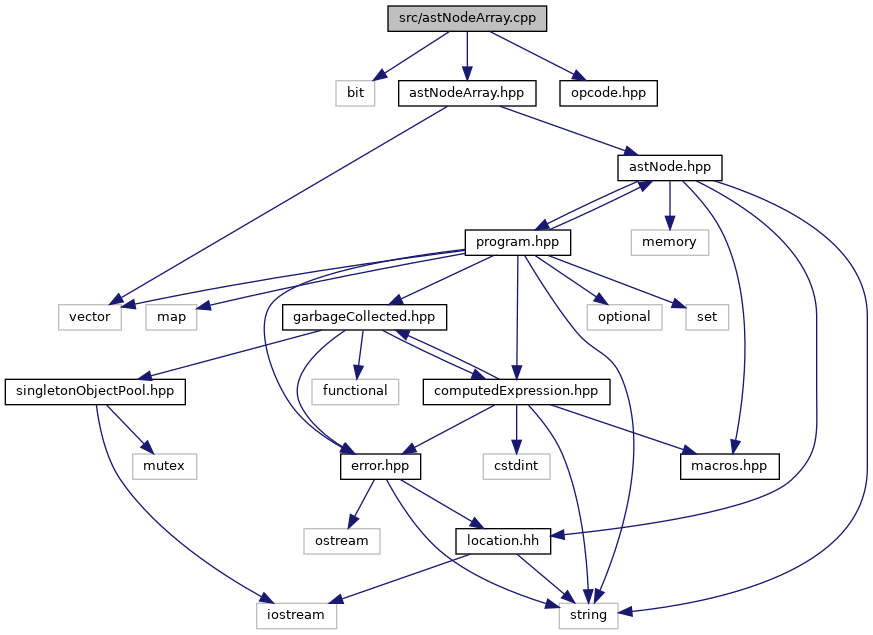 src/astNodeArray.cpp
bit
astNodeArray.hpp
opcode.hpp
astNode.hpp
program.hpp
memory
vector
map
garbageCollected.hpp
optional
set
singletonObjectPool.hpp
functional
computedExpression.hpp
mutex
error.hpp
cstdint
macros.hpp
ostream
location.hh
iostream
string